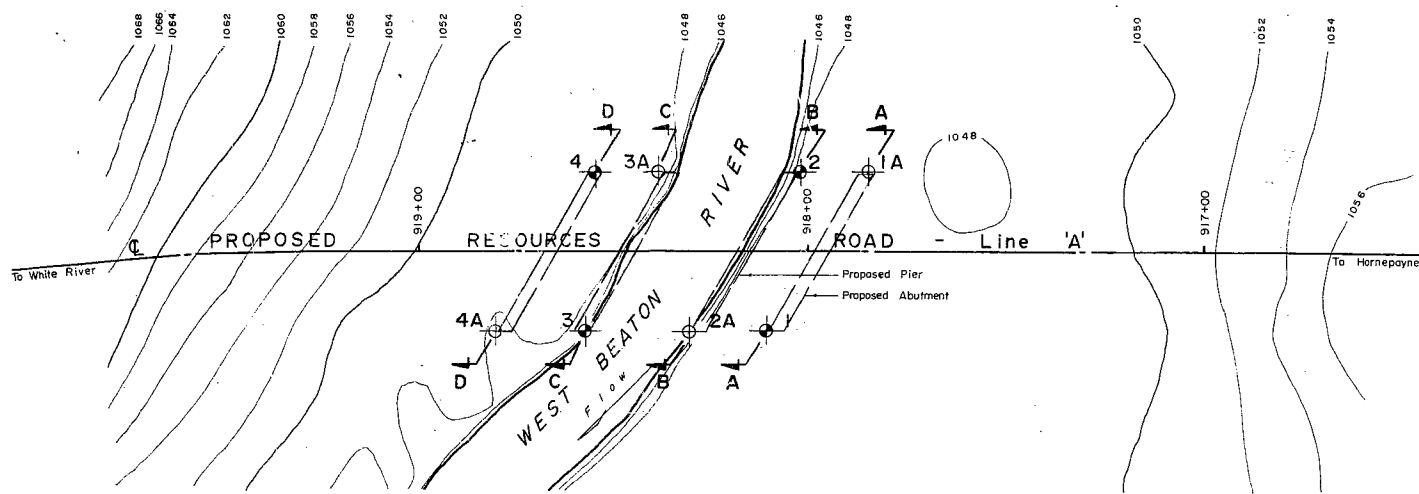 1068
1066
1054
1062
1060
1058
1056
1054
1052
1050
1048
1046
1046
1048
1050
1052
1054
D
C
B
A
4
3A
2
1A
1048
1056
RIVER
919+00
918+00
917+00
℄ PROPOSED RESOURCES ROAD - Line 'A'
To White River
To Hornepayne
Proposed Pier
Proposed Abutment
4A
3
2A
1
WEST BEATON
FLOW
D
C
B
A